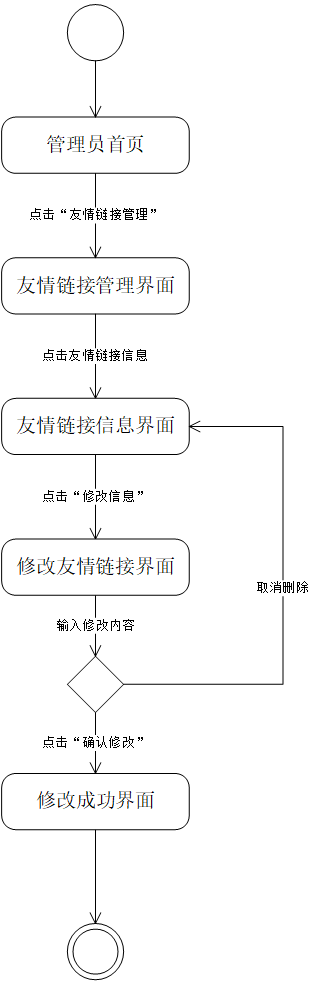 管理员首页
点击“友情链接管理”
友情链接管理界面
点击友情链接信息
友情链接信息界面
点击“修改信息”
修改友情链接界面
取消删除
输入修改内容
点击“确认修改”
修改成功界面